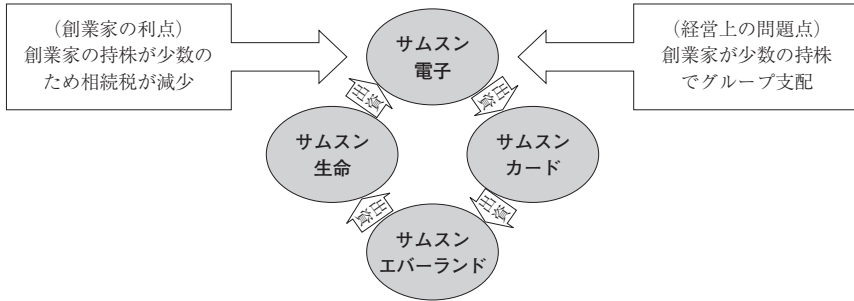 (創業家の利点)
創業家の持株が少数の
ため相続税が減少
サムスン
電子
(経営上の問題点)
創業家が少数の持株
でグループ支配
出資
出資
サムスン
生命
サムスン
カード
出資
出資
サムスン
エバーランド